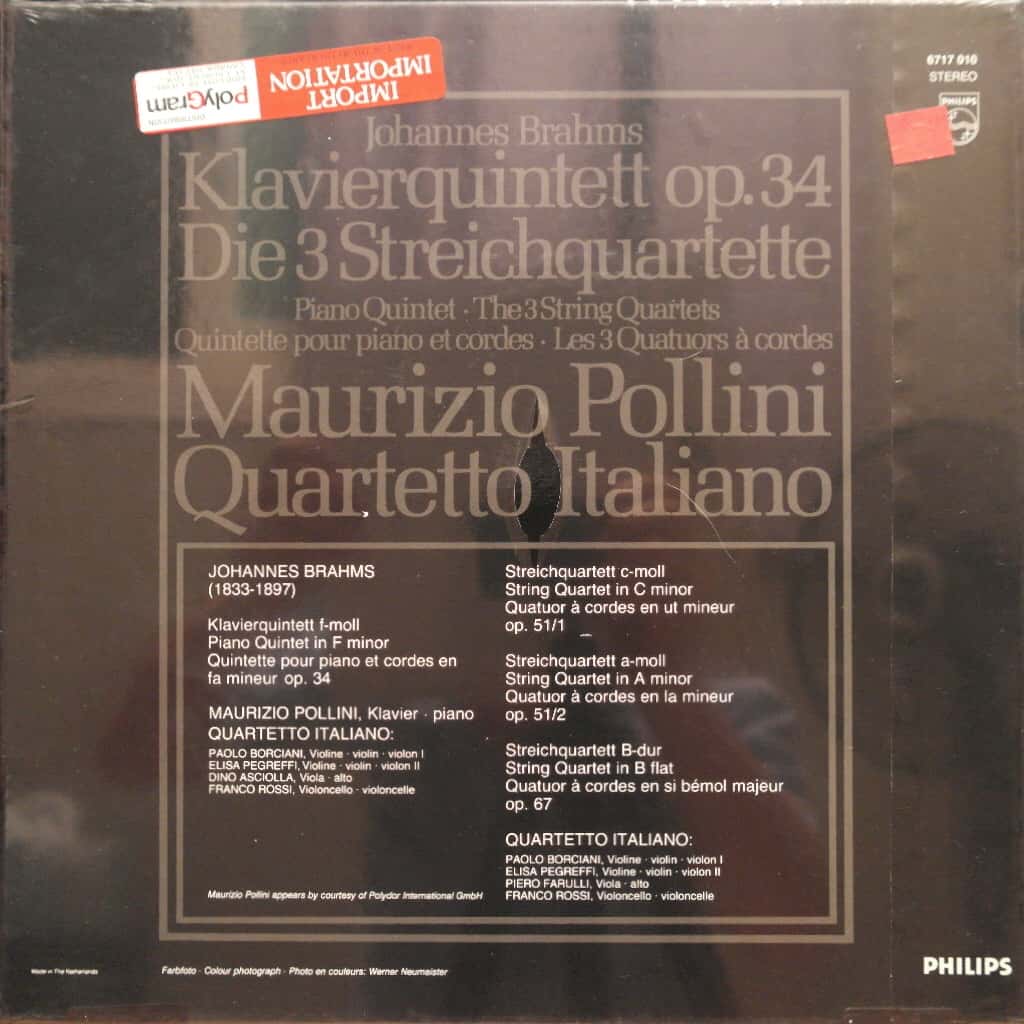 IMPORT
IMPORTATION
PolyGram
DISTRIBUTION
6717 016
STEREO
PHILIPS
Johannes Brahms
Klavierquintett op.34
Die 3 Streichquartette
Piano Quintet · The 3 String Quartets
Quintette pour piano et cordes · Les 3 Quatuors à cordes
Maurizio Pollini
Quartetto Italiano
JOHANNES BRAHMS
(1833-1897)
Klavierquintett f-moll
Piano Quintet in F minor
Quintette pour piano et cordes en
fa mineur op. 34
MAURIZIO POLLINI, Klavier · piano
QUARTETTO ITALIANO:
PAOLO BORCIANI, Violine · violin · violon I
ELISA PEGREFFI, Violine · violin · violon II
DINO ASCIOLLA, Viola · alto
FRANCO ROSSI, Violoncello · violoncelle
Maurizio Pollini appears by courtesy of Polydor International GmbH
Streichquartett c-moll
String Quartet in C minor
Quatuor à cordes en ut mineur
op. 51/1
Streichquartett a-moll
String Quartet in A minor
Quatuor à cordes en la mineur
op. 51/2
Streichquartett B-dur
String Quartet in B flat
Quatuor à cordes en si bémol majeur
op. 67
QUARTETTO ITALIANO:
PAOLO BORCIANI, Violine · violin · violon I
ELISA PEGREFFI, Violine · violin · violon II
PIERO FARULLI, Viola · alto
FRANCO ROSSI, Violoncello · violoncelle
Made in The Netherlands
Farbfoto · Colour photograph · Photo en couleurs: Werner Neumeister
PHILIPS